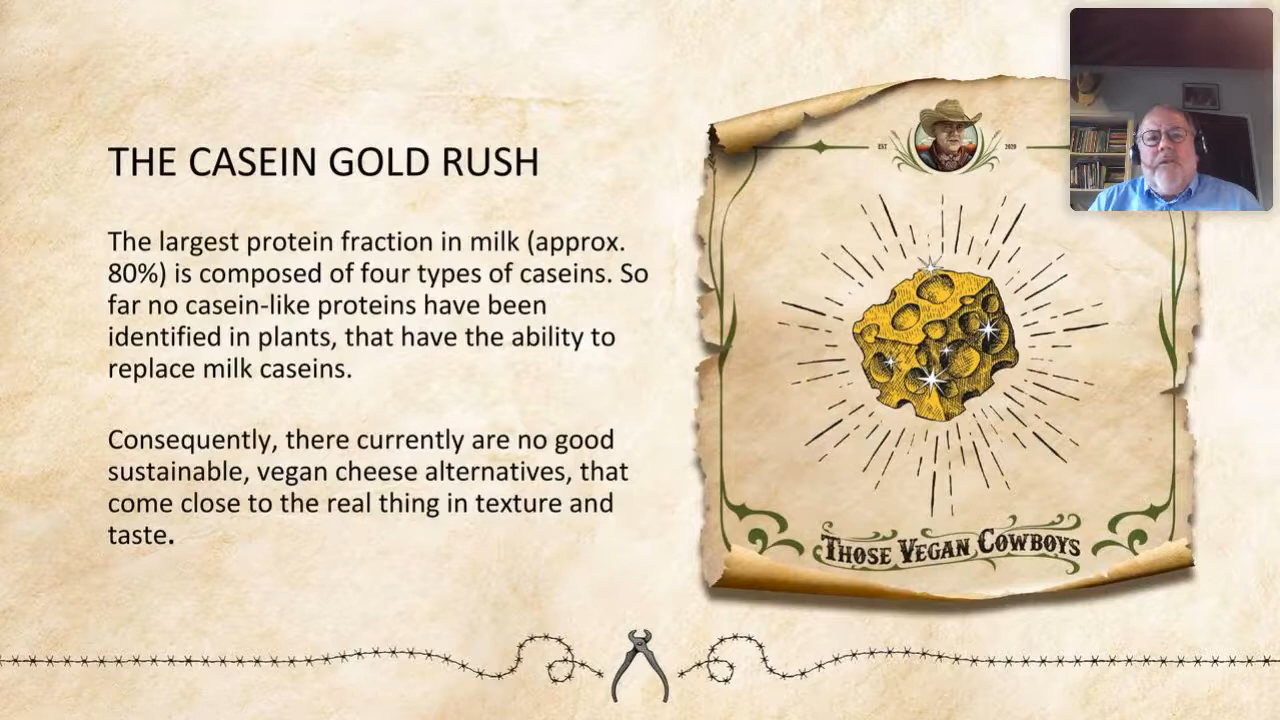 THE CASEIN GOLD RUSH
The largest protein fraction in milk (approx.
80%) is composed of four types of caseins. So
far no casein-like proteins have been
identified in plants, that have the ability to
replace milk caseins.
Consequently, there currently are no good
sustainable, vegan cheese alternatives, that
come close to the real thing in texture and
taste.
EST 2019
THOSE VEGAN COWBOYS